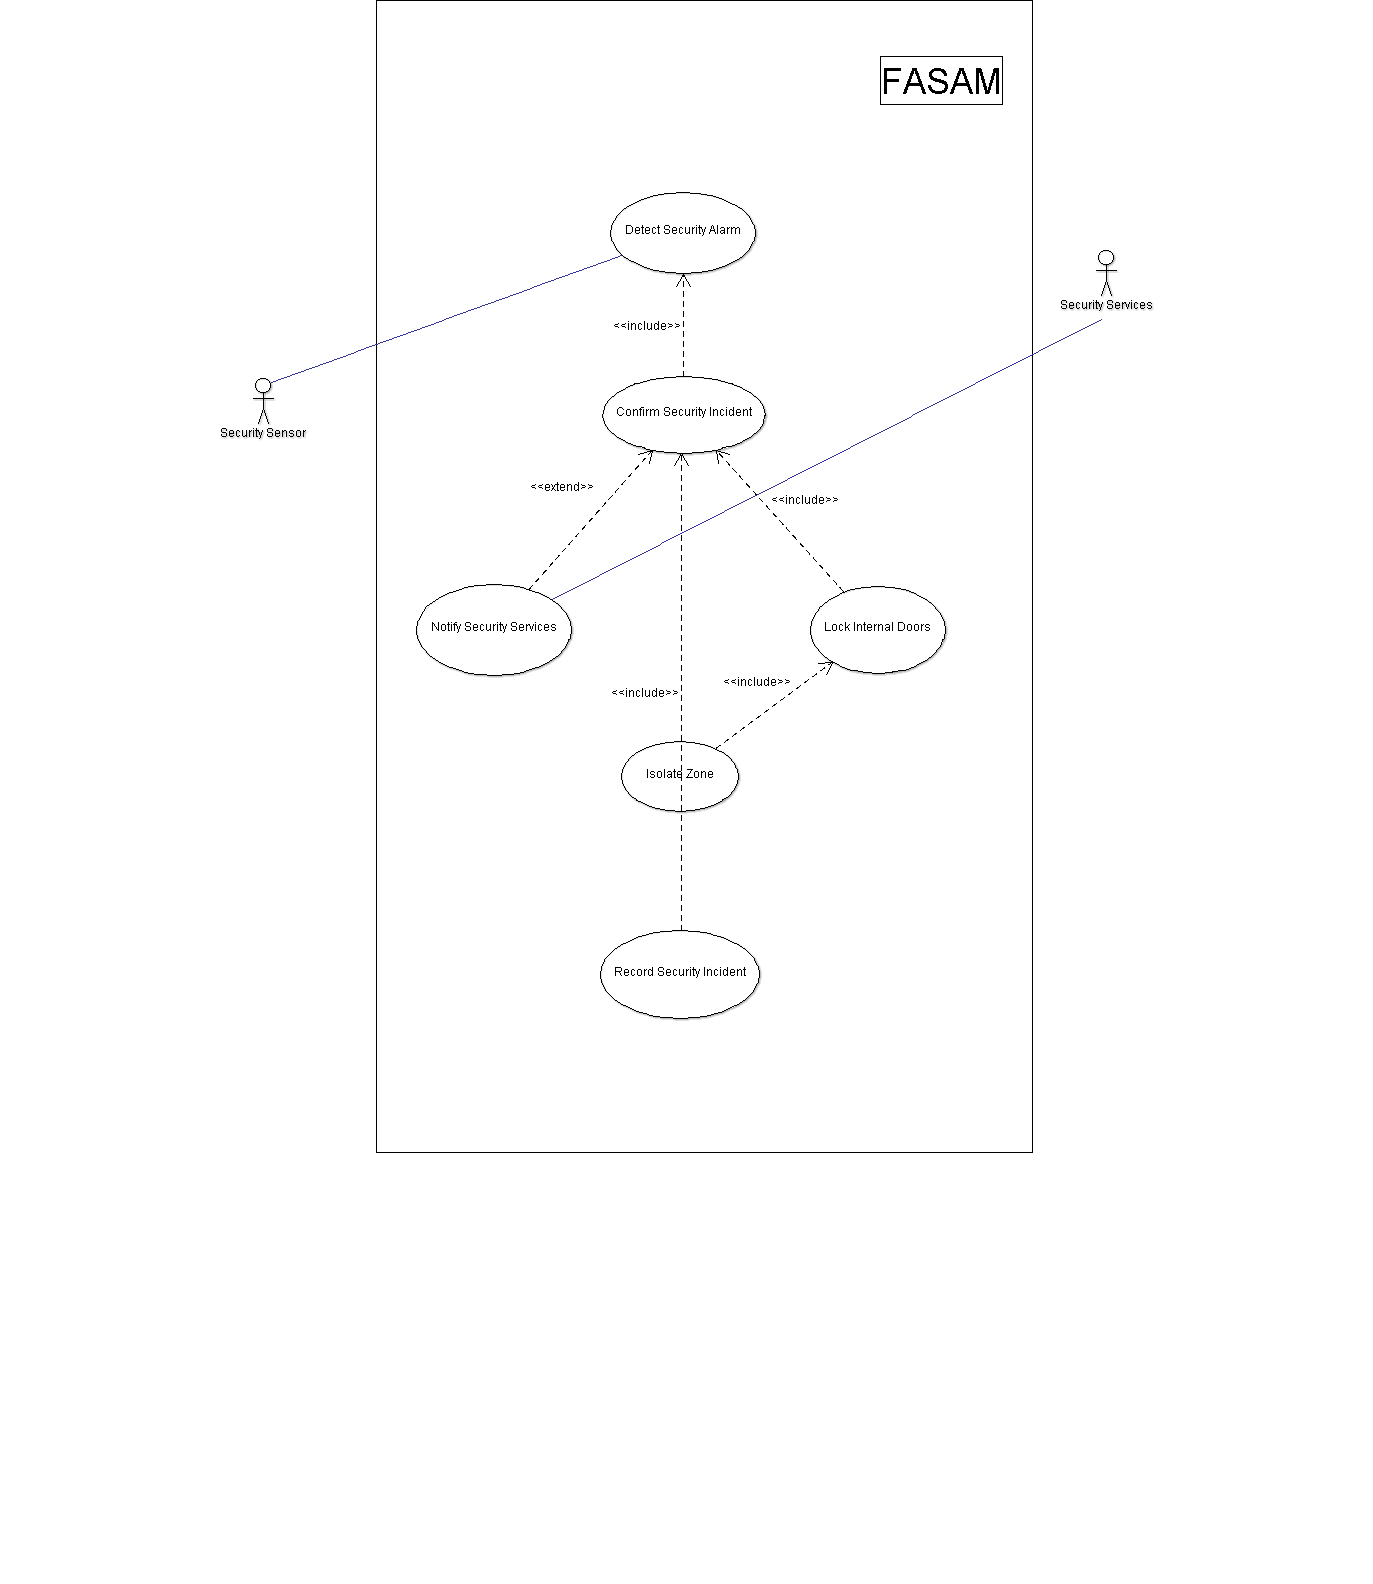 FASAM
Detect Security Alarm
Security Services
<<include>>
Security Sensor
Confirm Security Incident
<<extend>>
<<include>>
Notify Security Services
Lock Internal Doors
<<include>>
<<include>>
Isolate Zone
Record Security Incident